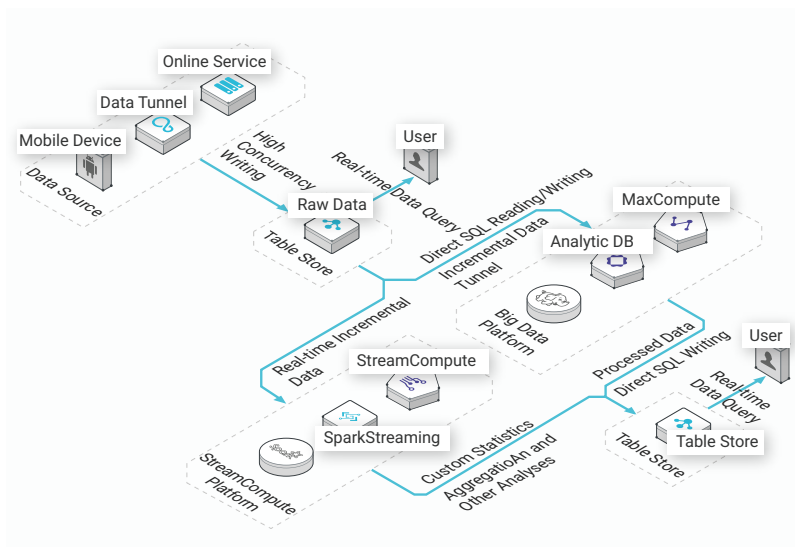 Online Service
Data Tunnel
Mobile Device
Data Source
High
Concurrency
Writing
User
Real-time Data Query
Raw Data
Table Store
Direct SQL Reading/Writing
Incremental Data
Tunnel
MaxCompute
Analytic DB
Big Data
Platform
Real-time Incremental
Data
StreamCompute
SparkStreaming
Spark
StreamCompute
Platform
Custom Statistics
AggregatioAn and
Other Analyses
Processed Data
Direct SQL Writing
User
Real-time
Data Query
Table Store
Table Store